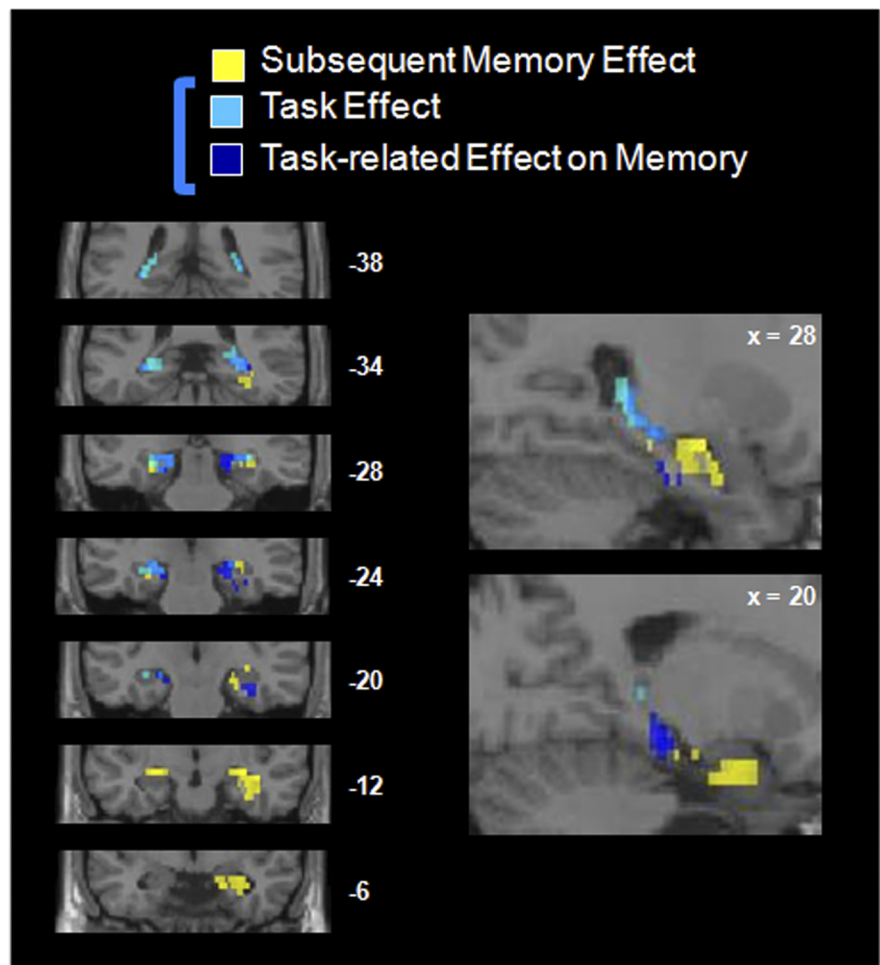 Subsequent Memory Effect
Task Effect
Task-related Effect on Memory
-38
-34
-28
-24
-20
-12
-6
x = 28
x = 20